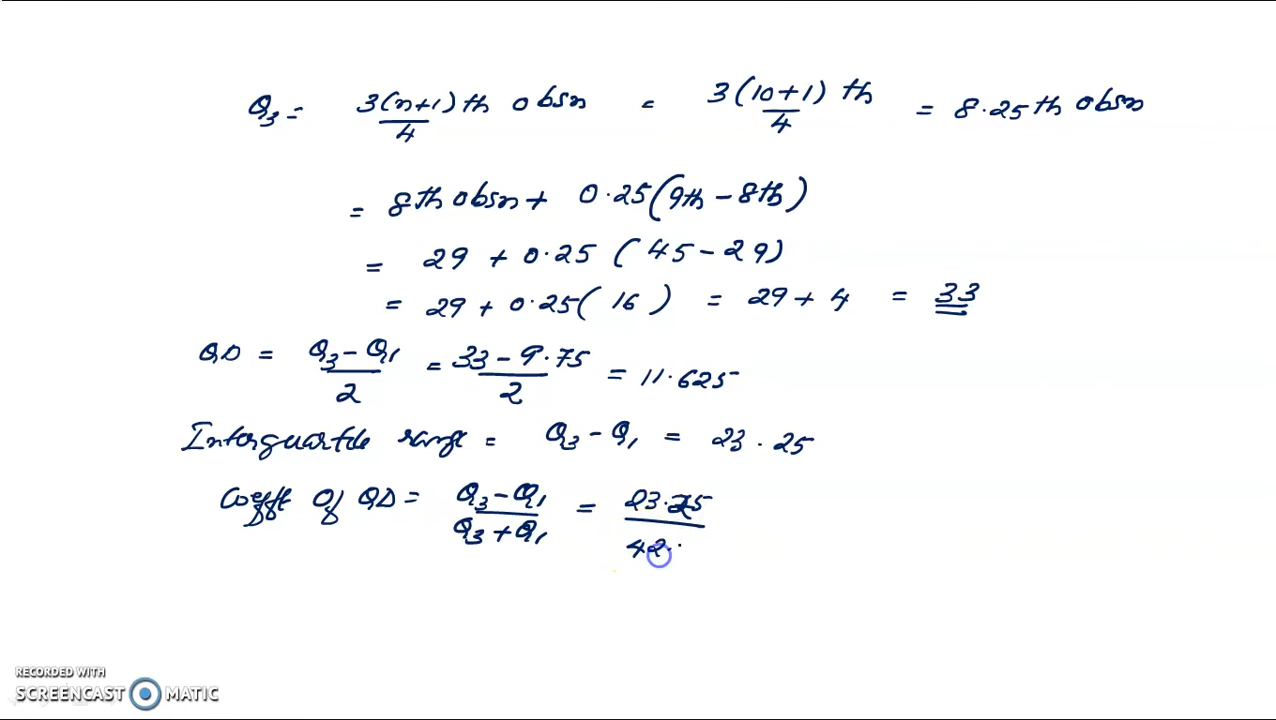 Q3 = 3(n+1)/4 th obsn = 3(10+1)/4 th = 8.25th obsn
= 8th obsn + 0.25(9th - 8th)
= 29 + 0.25 (45 - 29)
= 29 + 0.25(16) = 29 + 4 = 33
QD = Q3 - Q1/2 = 33 - 9.75/2 = 11.625
Interquartile range = Q3 - Q1 = 23.25
Coefft of QD = Q3 - Q1/Q3 + Q1 = 23.25/42.
RECORDED WITH
SCREENCAST MATIC